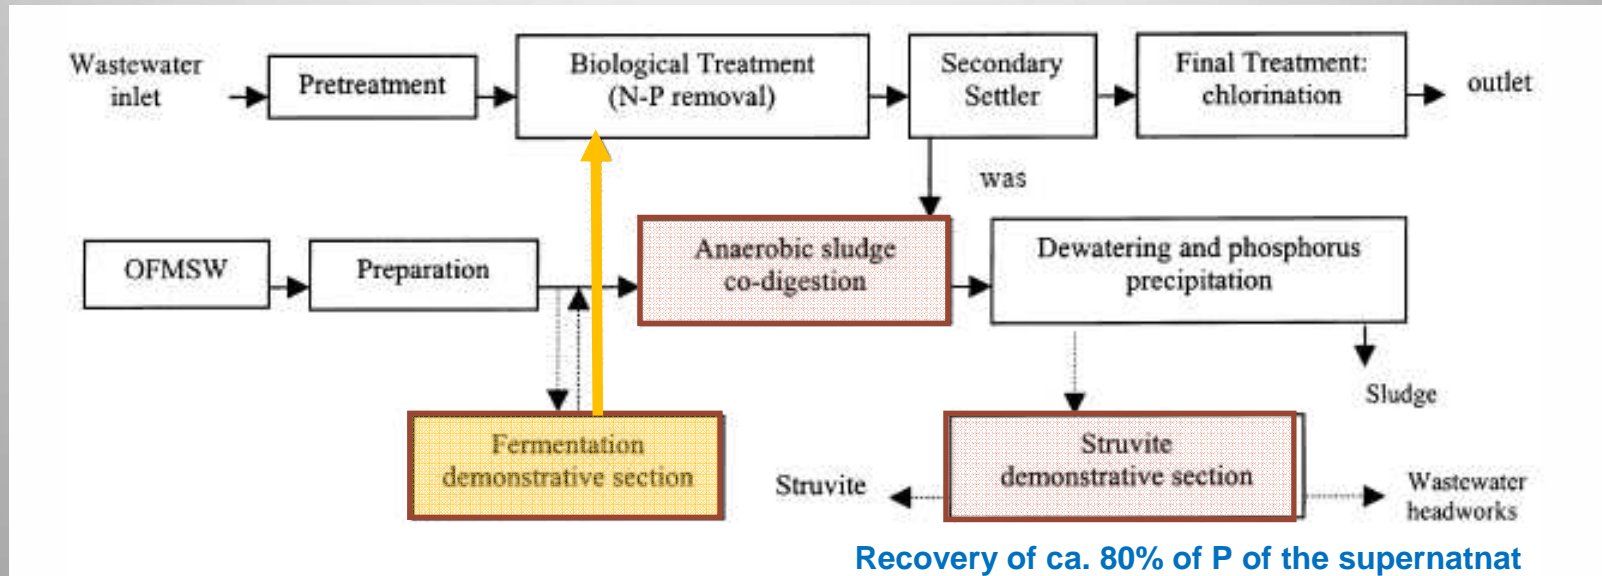 Wastewater
inlet
Pretreatment
Biological Treatment
(N-P removal)
Secondary
Settler
Final Treatment:
chlorination
outlet
was
OFMSW
Preparation
Anaerobic sludge
co-digestion
Dewatering and phosphorus
precipitation
Sludge
Fermentation
demonstrative section
Struvite
Struvite
demonstrative section
Wastewater
headworks
Recovery of ca. 80% of P of the supernatnat